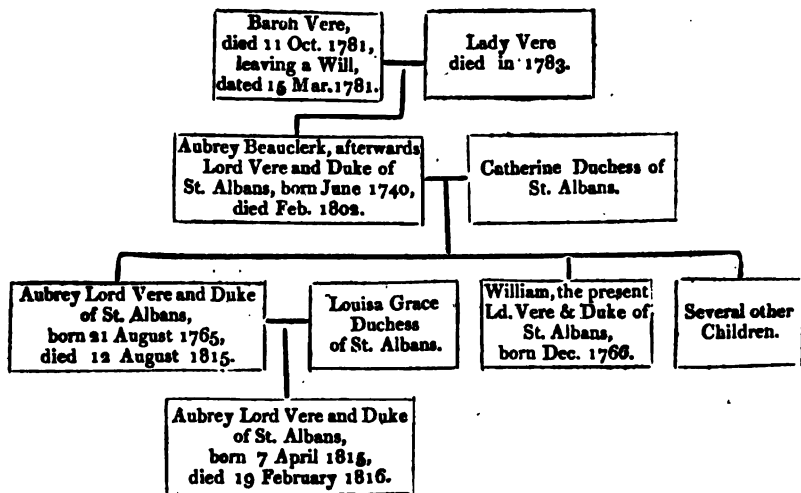 Baron Vere,
died 11 Oct. 1781,
leaving a Will,
dated 15 Mar. 1781.
Lady Vere
died in 1783.
Aubrey Beauclerk, afterwards
Lord Vere and Duke of
St. Albans, born June 1740,
died Feb. 1802.
Catherine Duchess of
St. Albans.
Aubrey Lord Vere and Duke
of St. Albans,
born 21 August 1765,
died 12 August 1815.
Louisa Grace
Duchess
of St. Albans.
William, the present
Ld. Vere & Duke of
St. Albans,
born Dec. 1766.
Several other
Children.
Aubrey Lord Vere and Duke
of St. Albans,
born 7 April 1815,
died 19 February 1816.